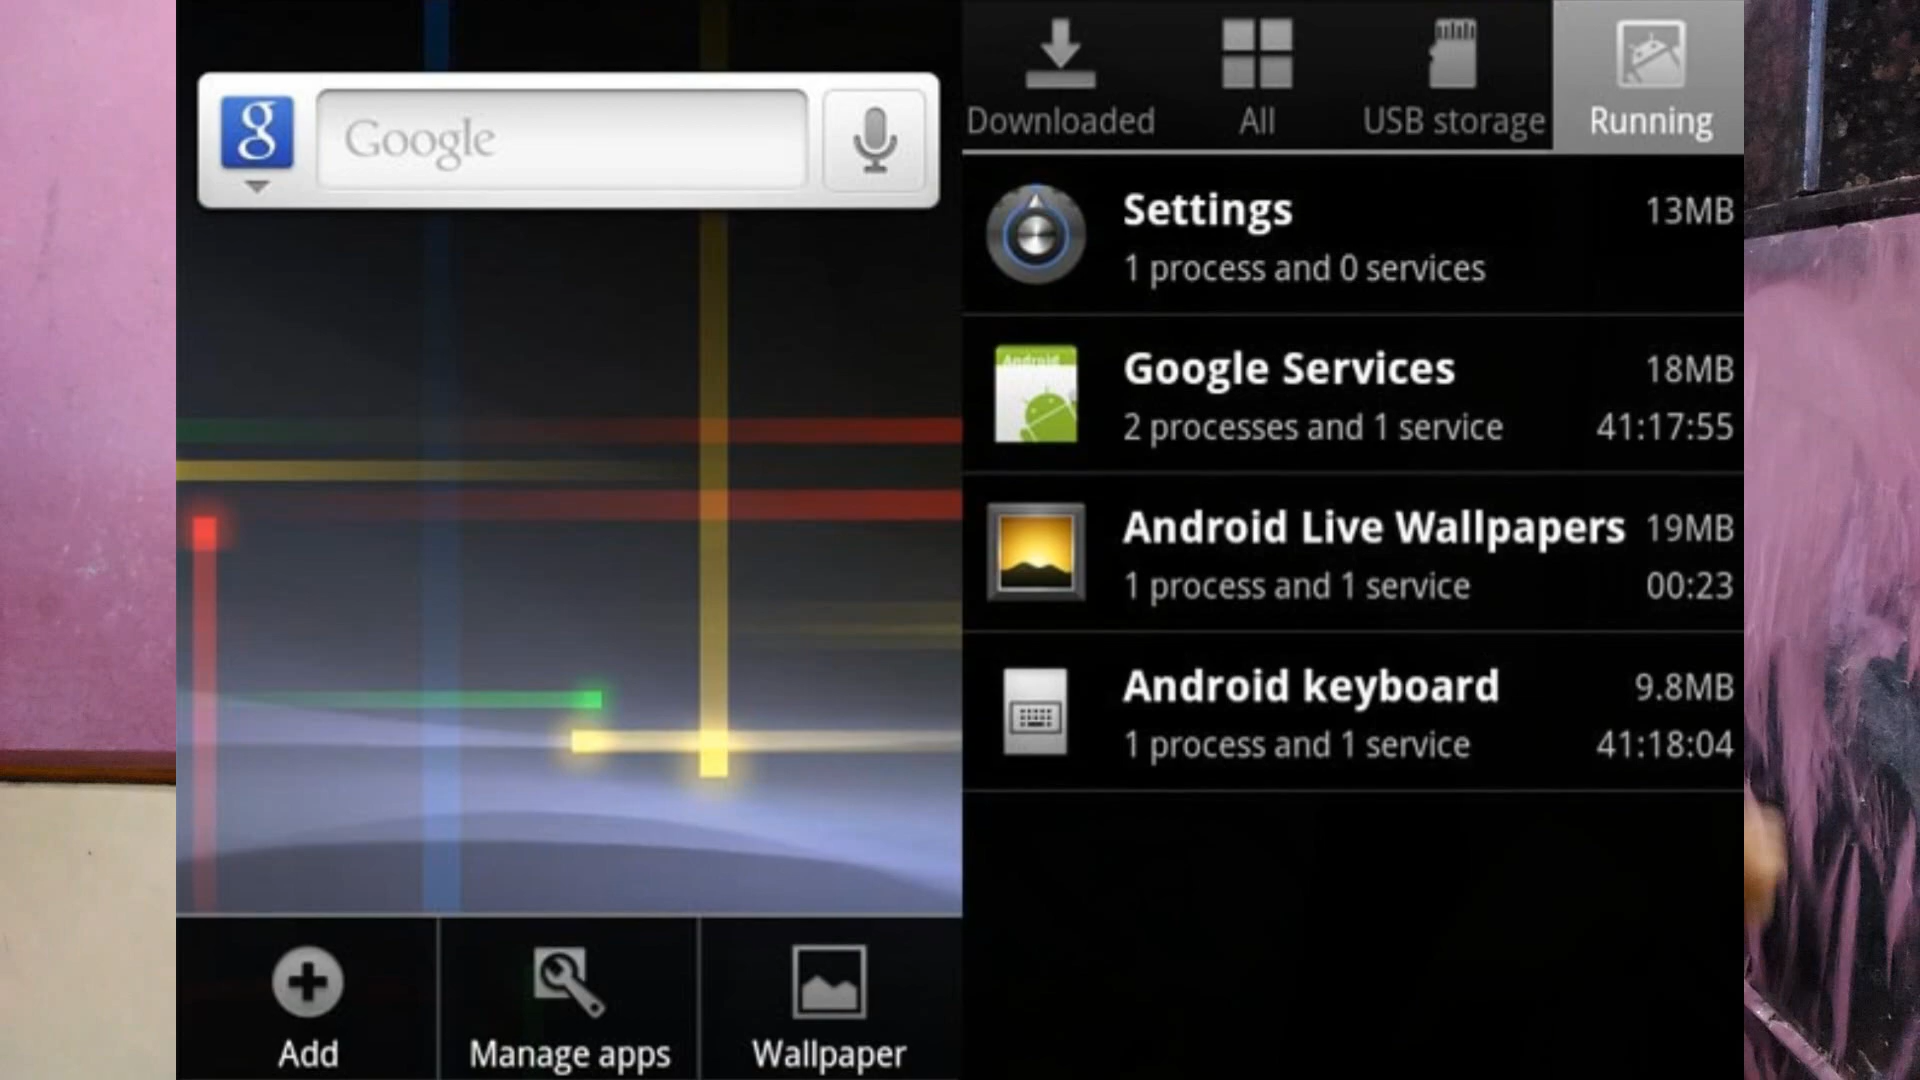 g
Google
Add
Manage apps
Wallpaper
Downloaded
All
USB storage
Running
Settings
13MB
1 process and 0 services
Android
Google Services
18MB
2 processes and 1 service
41:17:55
Android Live Wallpapers
19MB
1 process and 1 service
00:23
Android keyboard
9.8MB
1 process and 1 service
41:18:04